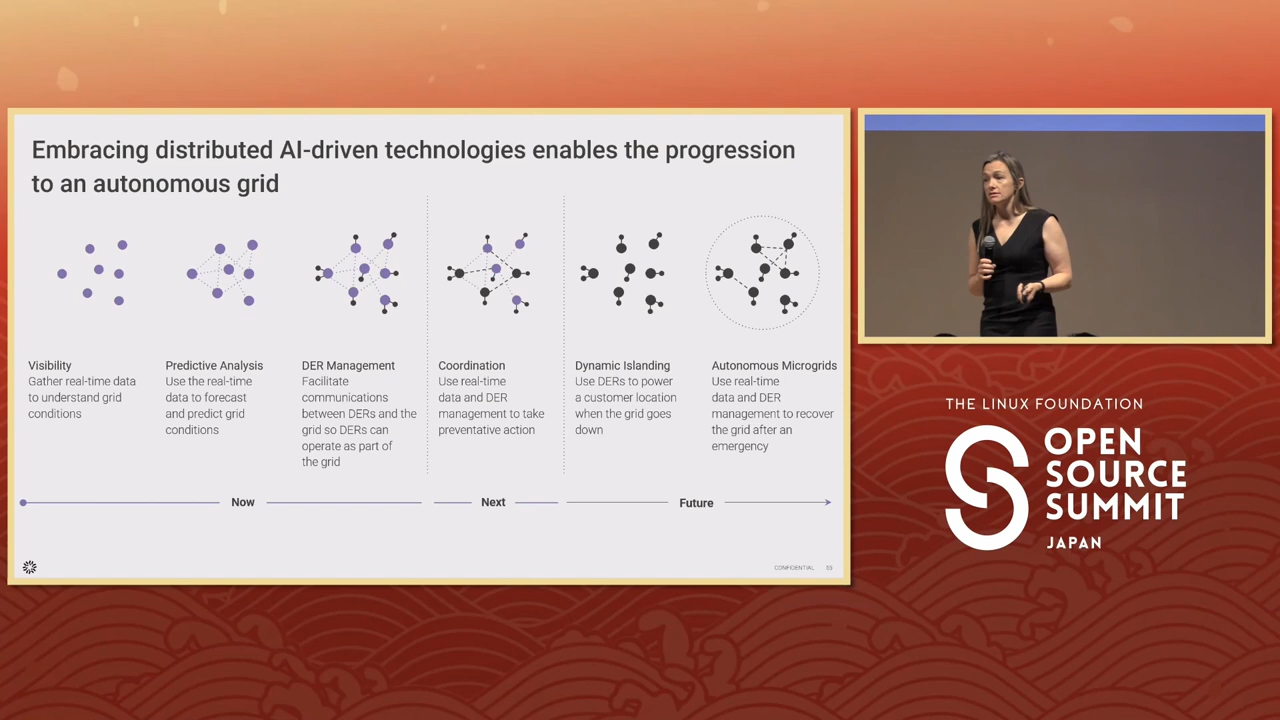 Embracing distributed AI-driven technologies enables the progression
to an autonomous grid
Visibility
Gather real-time data
to understand grid
conditions
Predictive Analysis
Use the real-time
data to forecast
and predict grid
conditions
DER Management
Facilitate
communications
between DERs and the
grid so DERs can
operate as part of
the grid
Coordination
Use real-time
data and DER
management to take
preventative action
Dynamic Islanding
Use DERs to power
a customer location
when the grid goes
down
Autonomous Microgrids
Use real-time
data and DER
management to recover
the grid after an
emergency
Now
Next
Future
CONFIDENTIAL
THE LINUX FOUNDATION
OPEN
SOURCE
SUMMIT
JAPAN